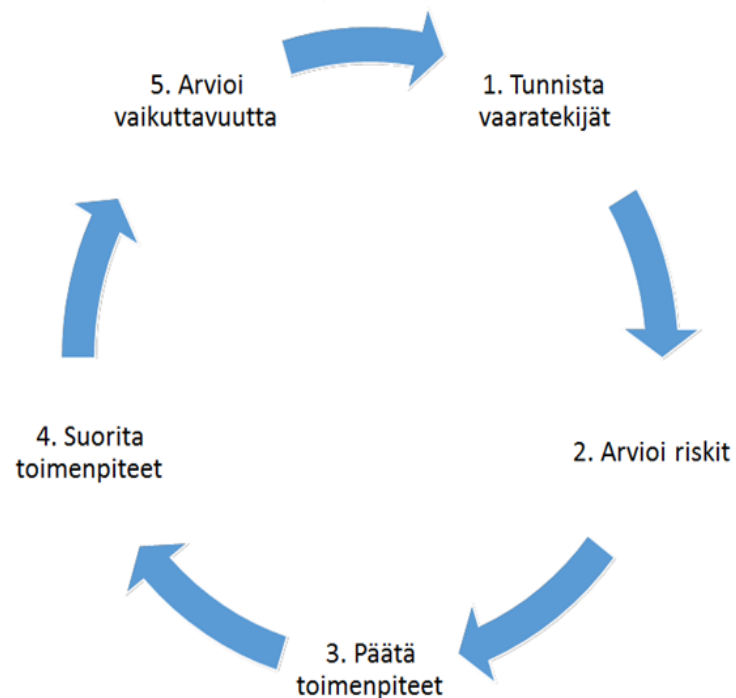 1. Tunnista
vaaratekijät
2. Arvioi riskit
3. Päätä
toimenpiteet
4. Suorita
toimenpiteet
5. Arvioi
vaikuttavuutta